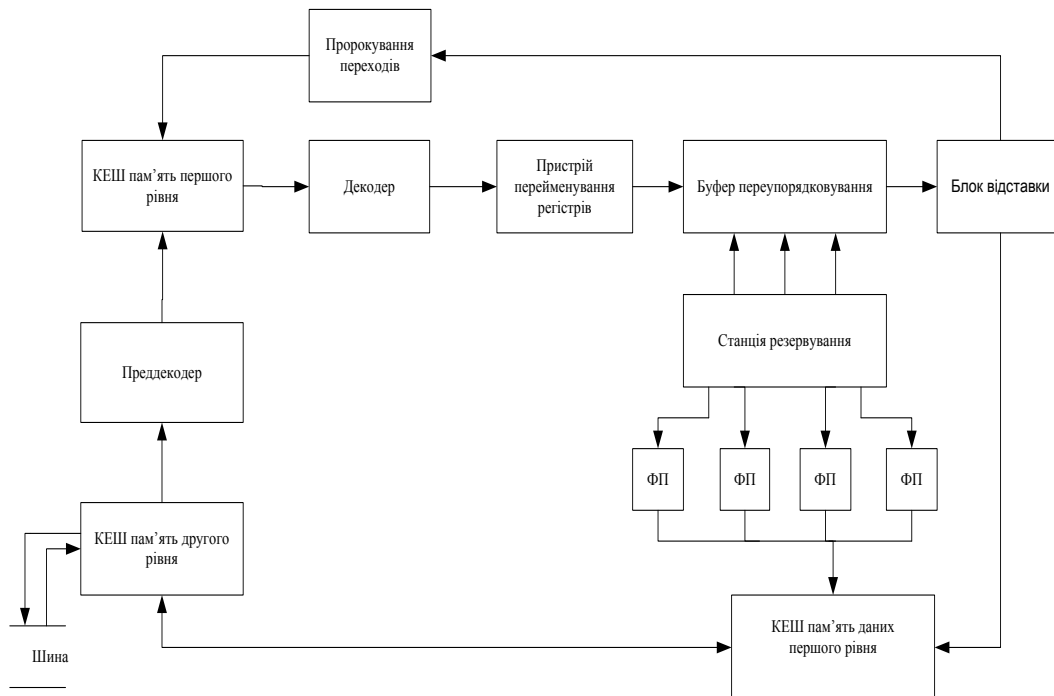 Пророкування
переходів
КЕШ пам’ять першого
рівня
Декодер
Пристрій
перейменування
регістрів
Буфер переупорядковування
Блок відставки
Станція резервування
Преддекодер
ФП
ФП
ФП
ФП
КЕШ пам’ять другого
рівня
КЕШ пам’ять даних
першого рівня
Шина